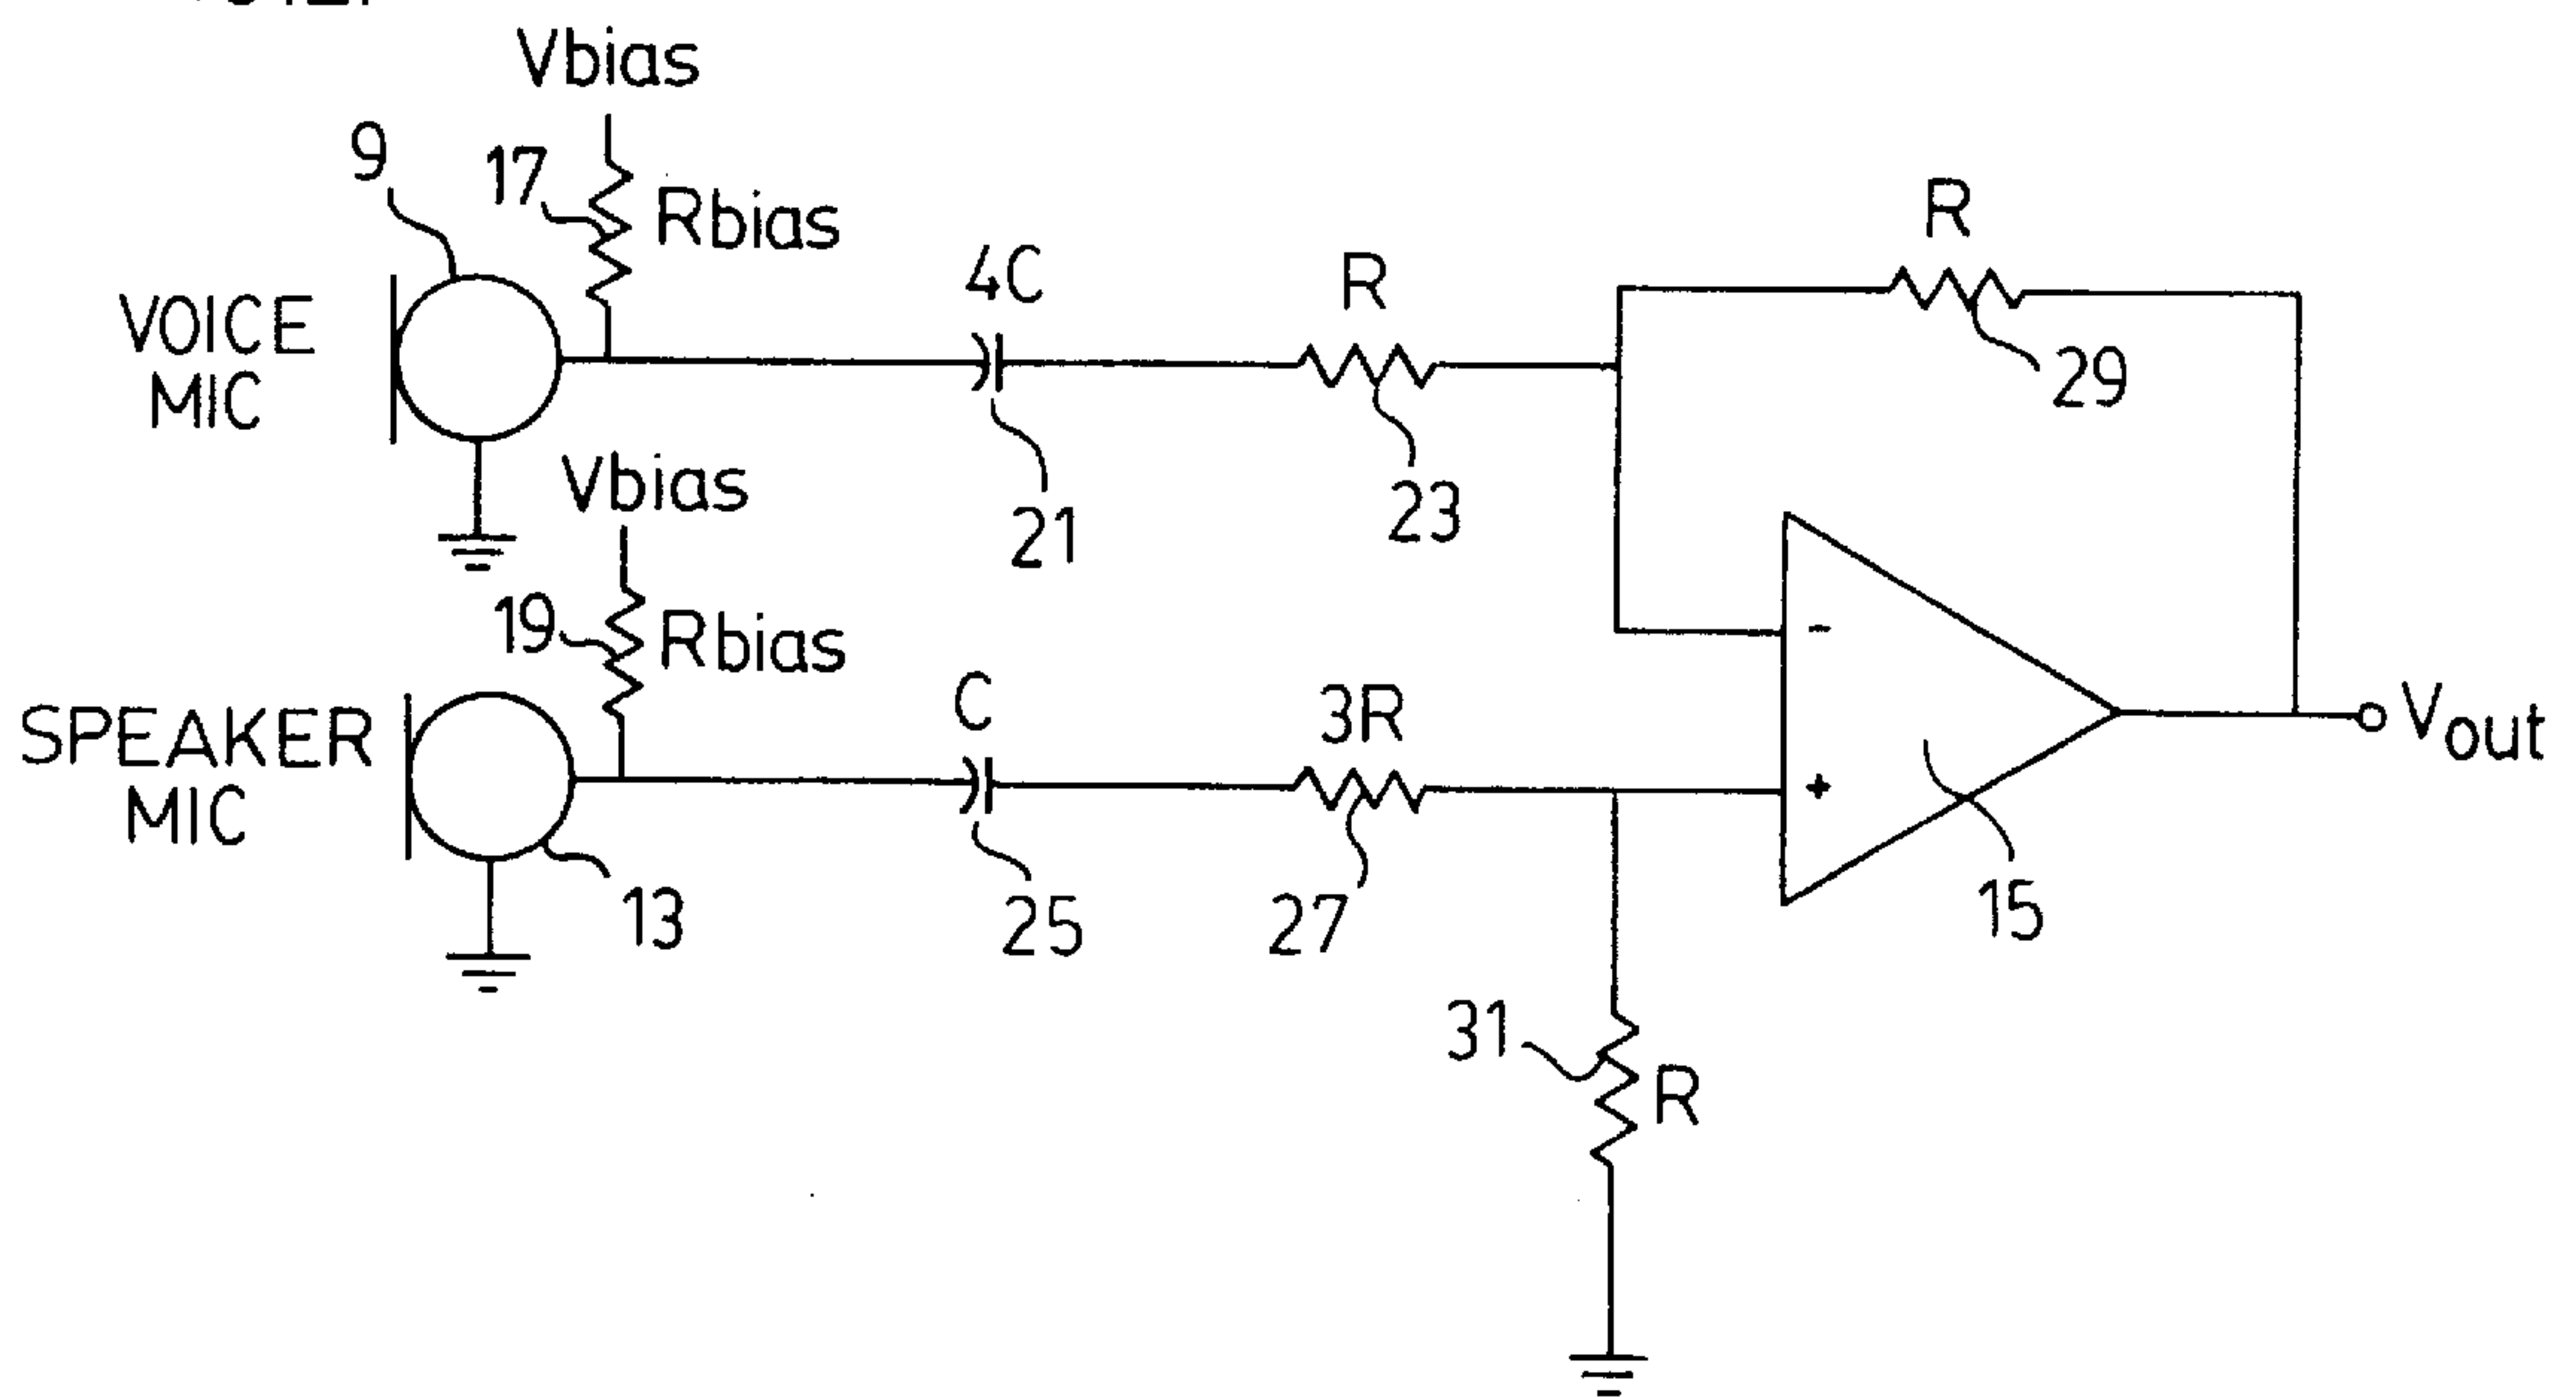 Vbias
9
17
Rbias
VOICE
MIC
4C
21
R
23
R
29
Vbias
19
Rbias
SPEAKER
MIC
13
C
25
3R
27
-
+
15
Vout
31
R